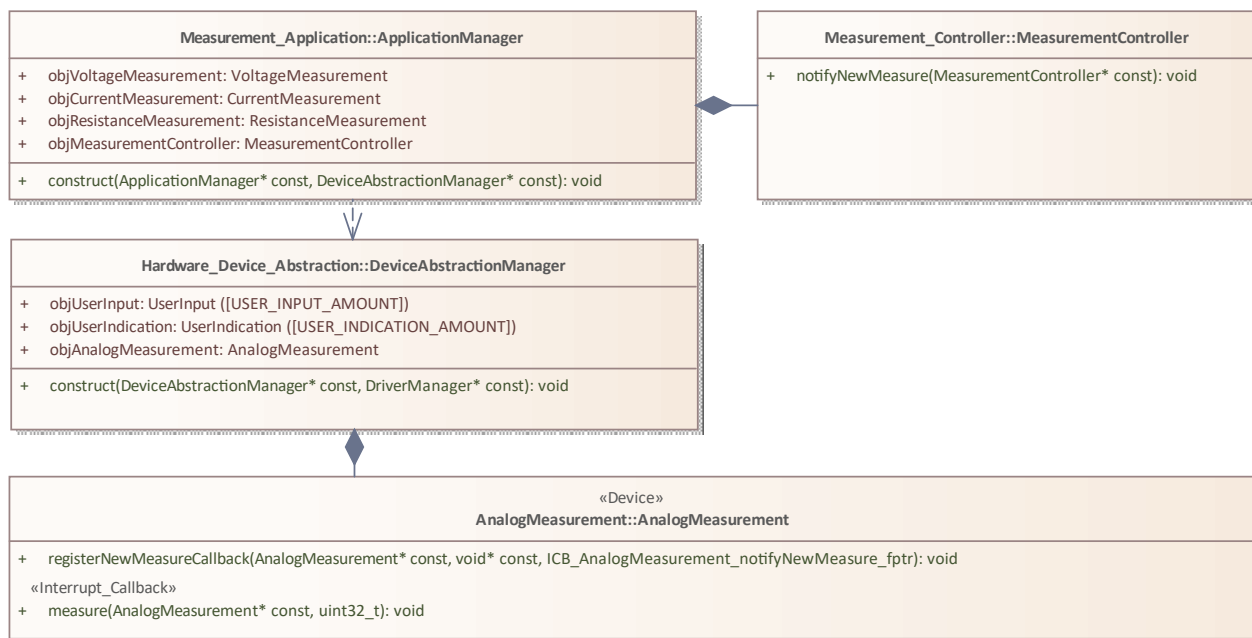 Measurement_Application::ApplicationManager
+ objVoltageMeasurement: VoltageMeasurement
+ objCurrentMeasurement: CurrentMeasurement
+ objResistanceMeasurement: ResistanceMeasurement
+ objMeasurementController: MeasurementController
+ construct(ApplicationManager* const, DeviceAbstractionManager* const): void
Measurement_Controller::MeasurementController
+ notifyNewMeasure(MeasurementController* const): void
Hardware_Device_Abstraction::DeviceAbstractionManager
+ objUserInput: UserInput ([USER_INPUT_AMOUNT])
+ objUserIndication: UserIndication ([USER_INDICATION_AMOUNT])
+ objAnalogMeasurement: AnalogMeasurement
+ construct(DeviceAbstractionManager* const, DriverManager* const): void
«Device»
AnalogMeasurement::AnalogMeasurement
+ registerNewMeasureCallback(AnalogMeasurement* const, void* const, ICB_AnalogMeasurement_notifyNewMeasure_fptr): void
«Interrupt_Callback»
+ measure(AnalogMeasurement* const, uint32_t): void